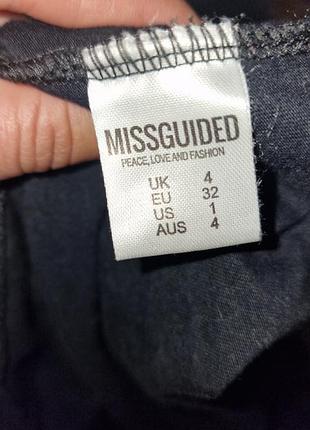 MISSGUIDED
PEACE, LOVE AND FASHION
UK 4
EU 32
US 1
AUS 4